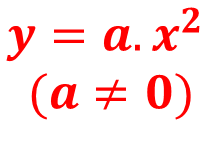 y = a. x²
(a ≠ 0)